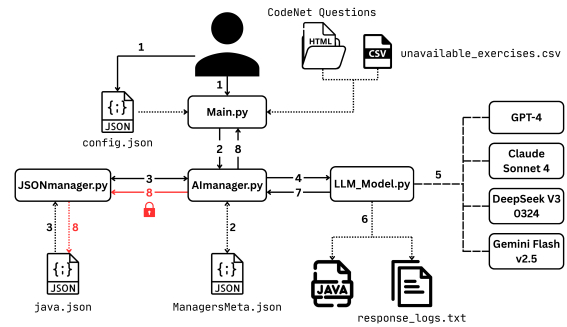 CodeNet Questions
HTML
CSV
unavailable_exercises.csv
1
1
{;}
JSON
config.json
Main.py
2
8
GPT-4
Claude
Sonnet 4
DeepSeek V3
0324
Gemini Flash
v2.5
5
JSONmanager.py
3
8
AImanager.py
4
7
LLM_Model.py
3
8
2
6
{;}
JSON
java.json
{;}
JSON
ManagersMeta.json
JAVA
response_logs.txt